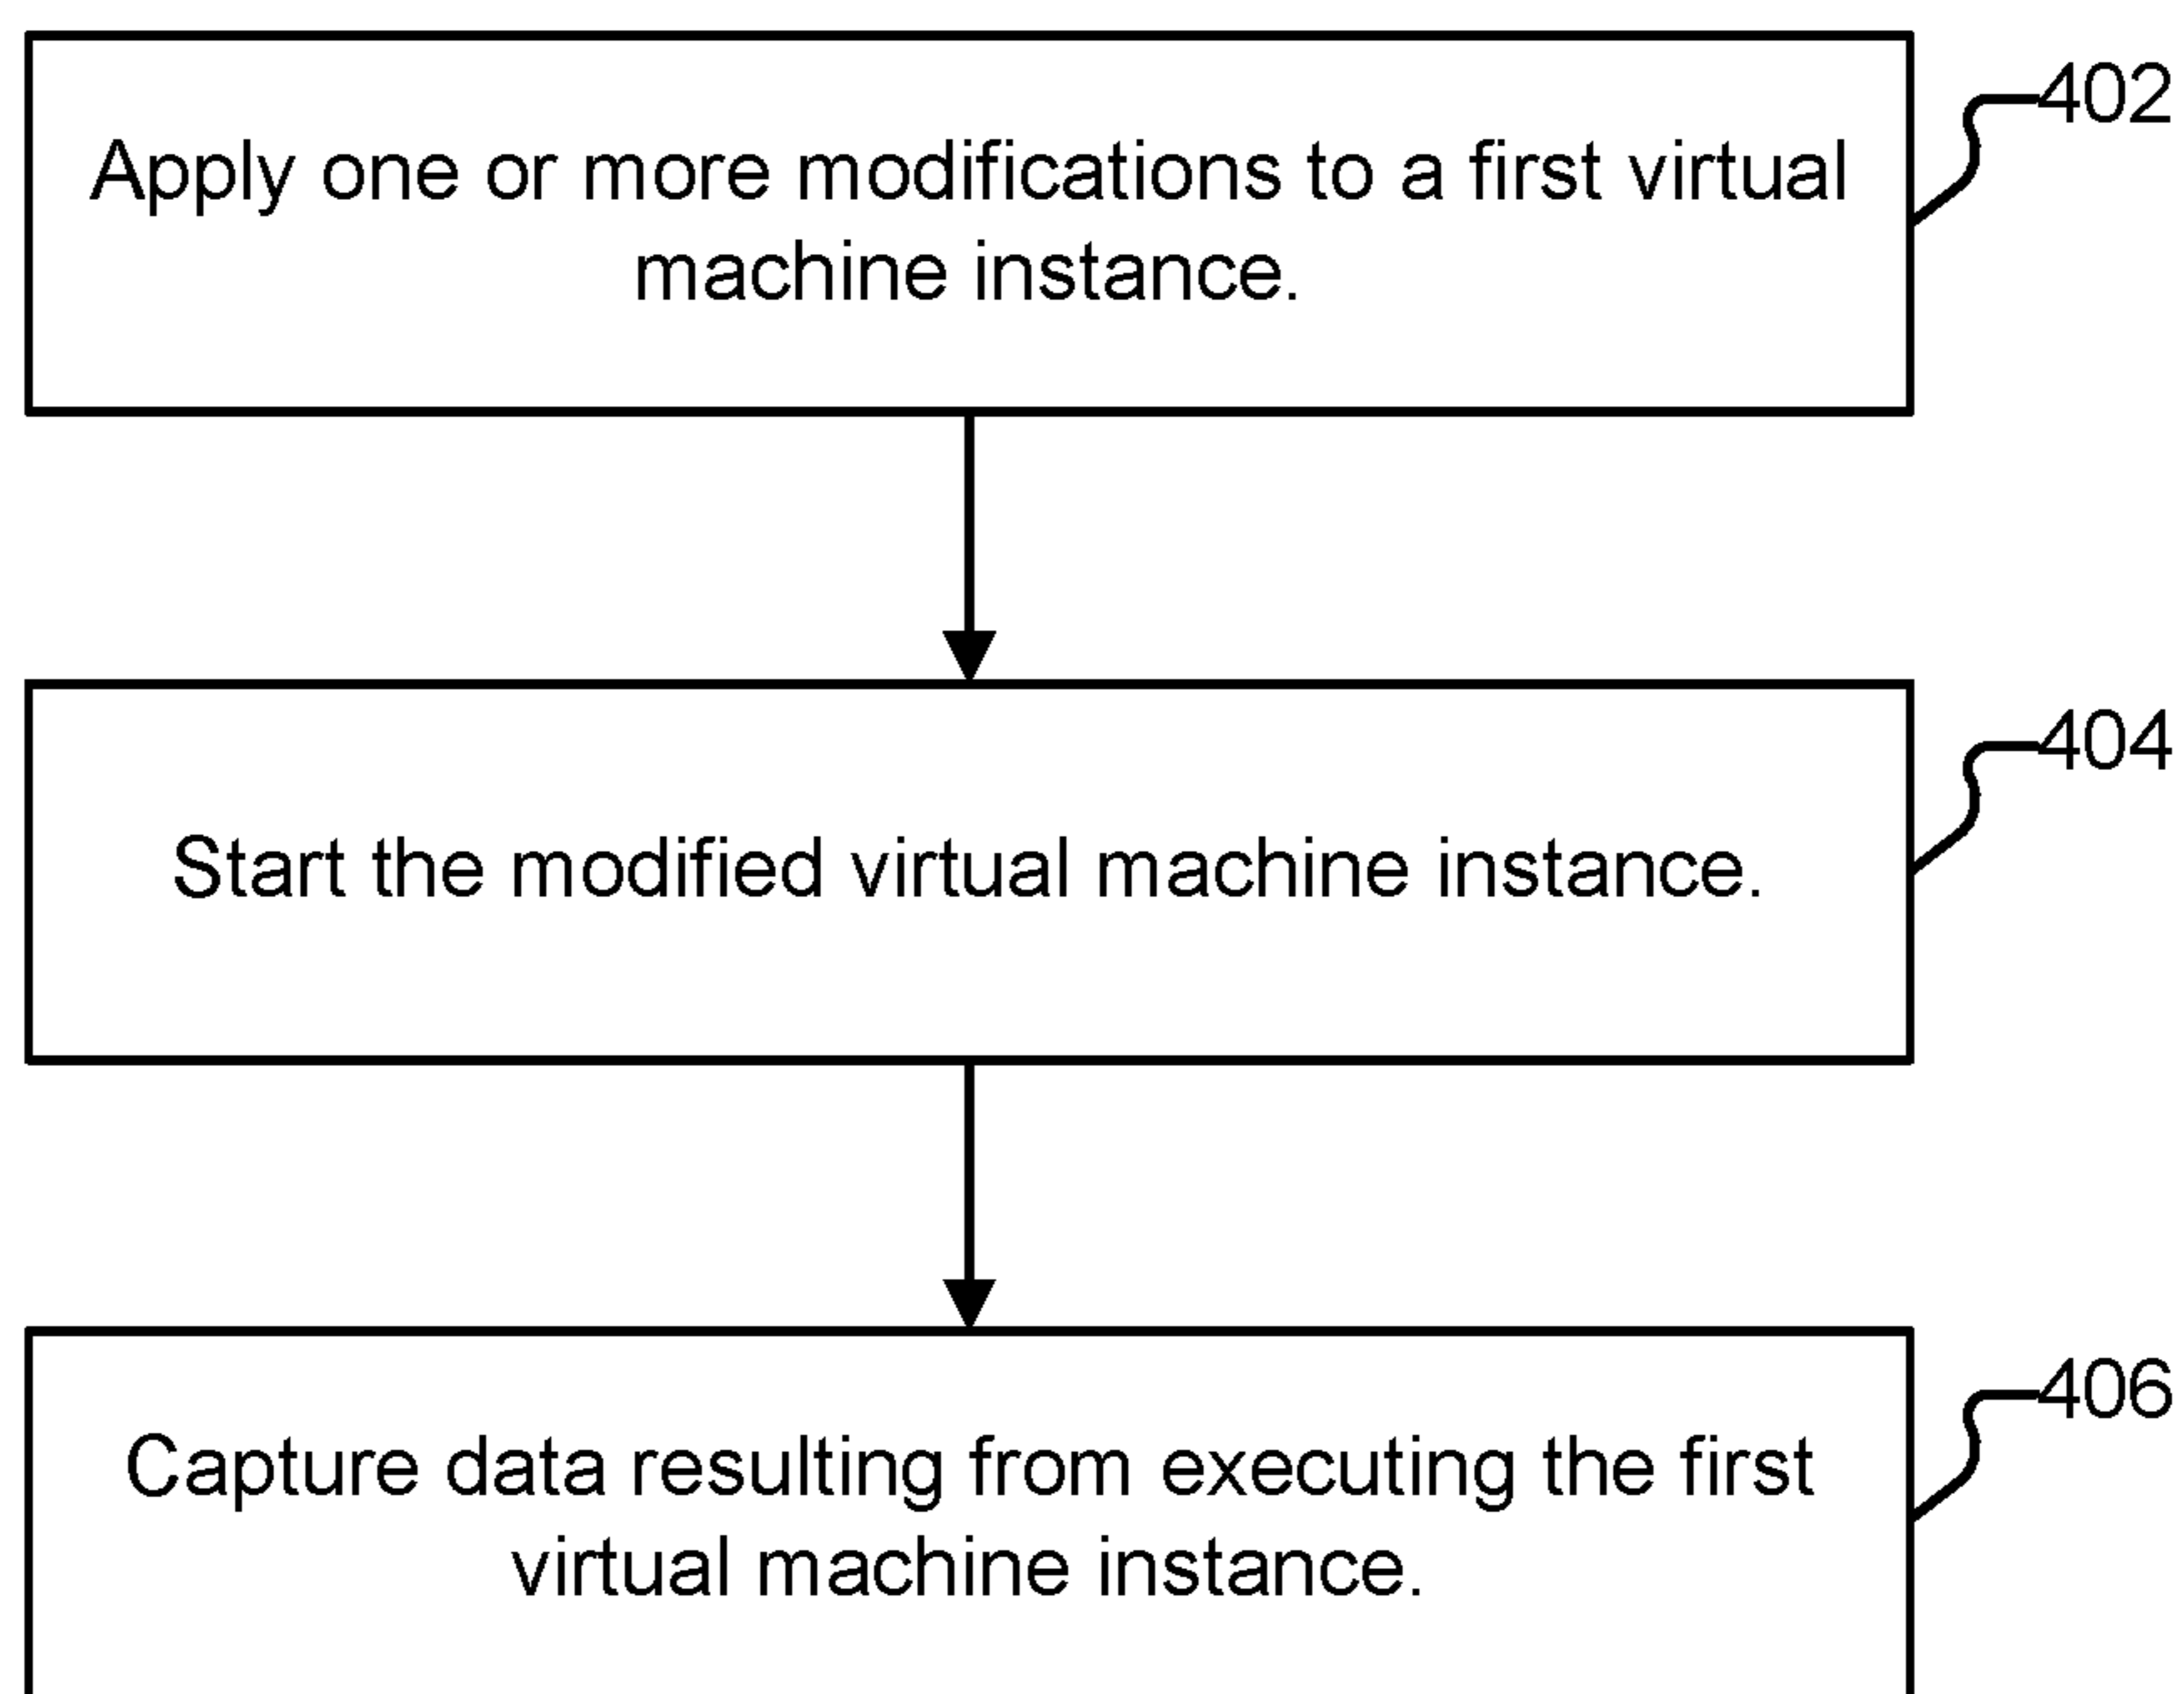 402
Apply one or more modifications to a first virtual
machine instance.
404
Start the modified virtual machine instance.
406
Capture data resulting from executing the first
virtual machine instance.